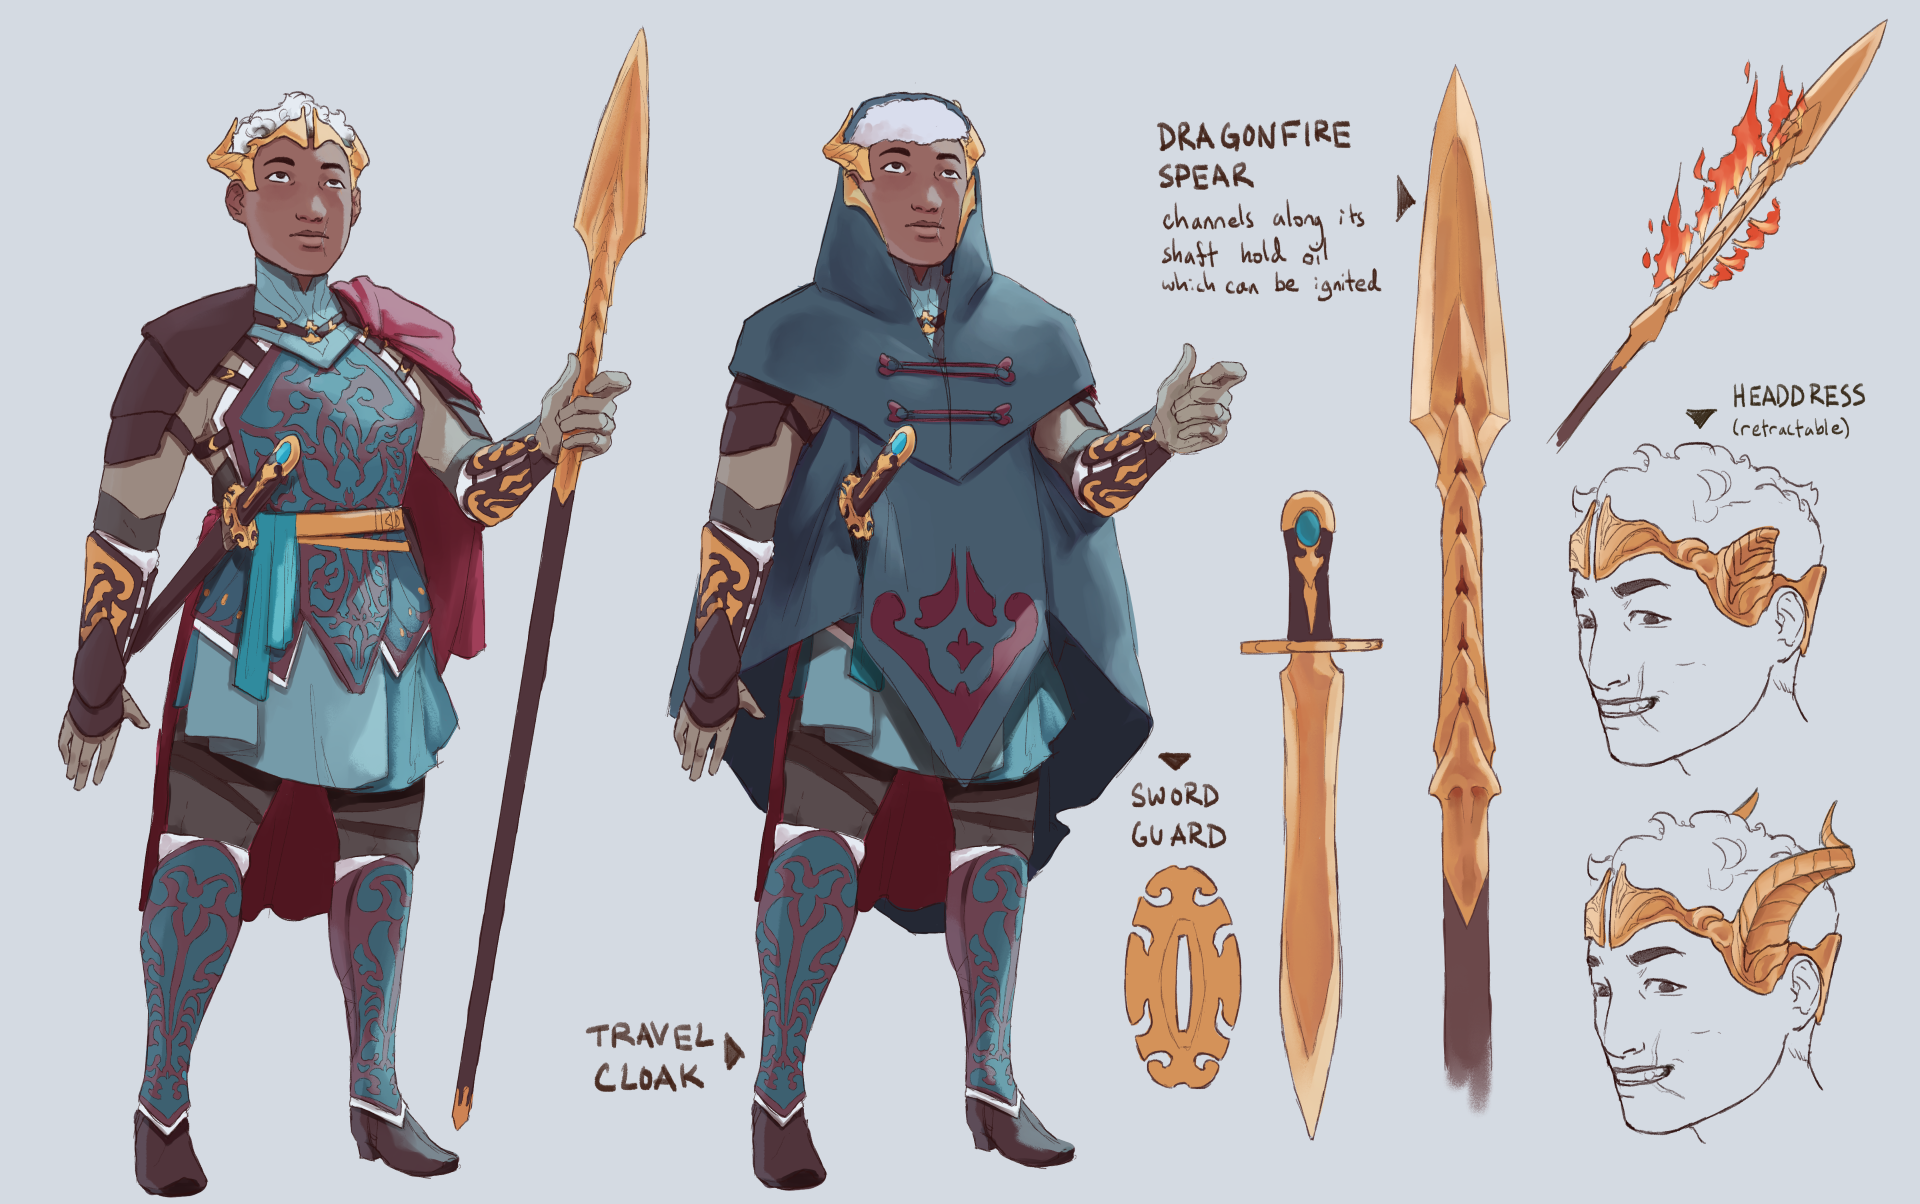 DRAGONFIRE
SPEAR
channels along its
shaft hold oil
which can be ignited
HEADDRESS
(retractable)
SWORD
GUARD
TRAVEL
CLOAK